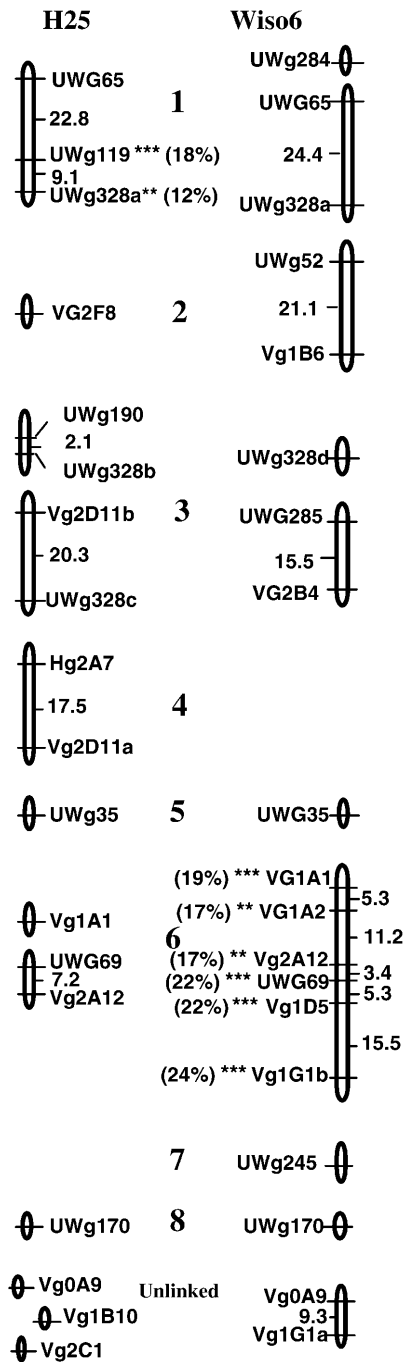 H25 Wiso6
UWg284
UWG65 1 UWG65
22.8 24.4
UWg119 *** (18%)
9.1
UWg328a** (12%) UWg328a
UWg52
VG2F8 2 21.1
Vg1B6
UWg190
2.1 UWg328d
UWg328b
Vg2D11b 3 UWG285
20.3 15.5
UWg328c VG2B4
Hg2A7
17.5 4
Vg2D11a
UWg35 5 UWG35
(19%) *** VG1A1
5.3
Vg1A1 (17%) ** VG1A2
6 11.2
UWG69 (17%) ** Vg2A12
3.4
7.2 (22%) *** UWG69
5.3
Vg2A12 (22%) *** Vg1D5
15.5
(24%) *** Vg1G1b
7 UWg245
UWg170 8 UWg170
Vg0A9 Unlinked Vg0A9
Vg1B10 9.3
Vg2C1 Vg1G1a